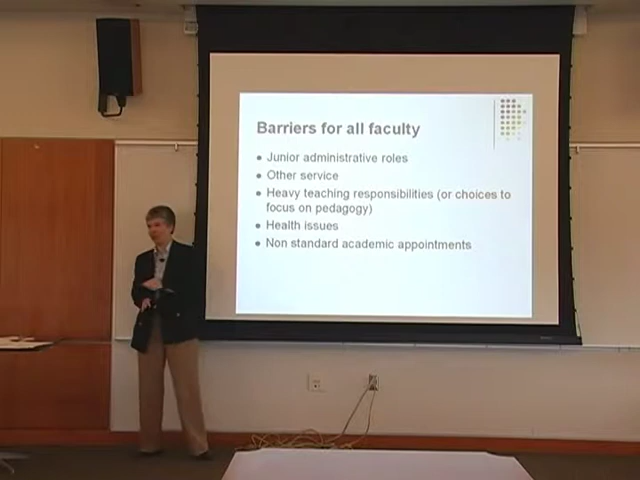 Barriers for all faculty
Junior administrative roles
Other service
Heavy teaching responsibilities (or choices to
focus on pedagogy)
Health issues
Non standard academic appointments